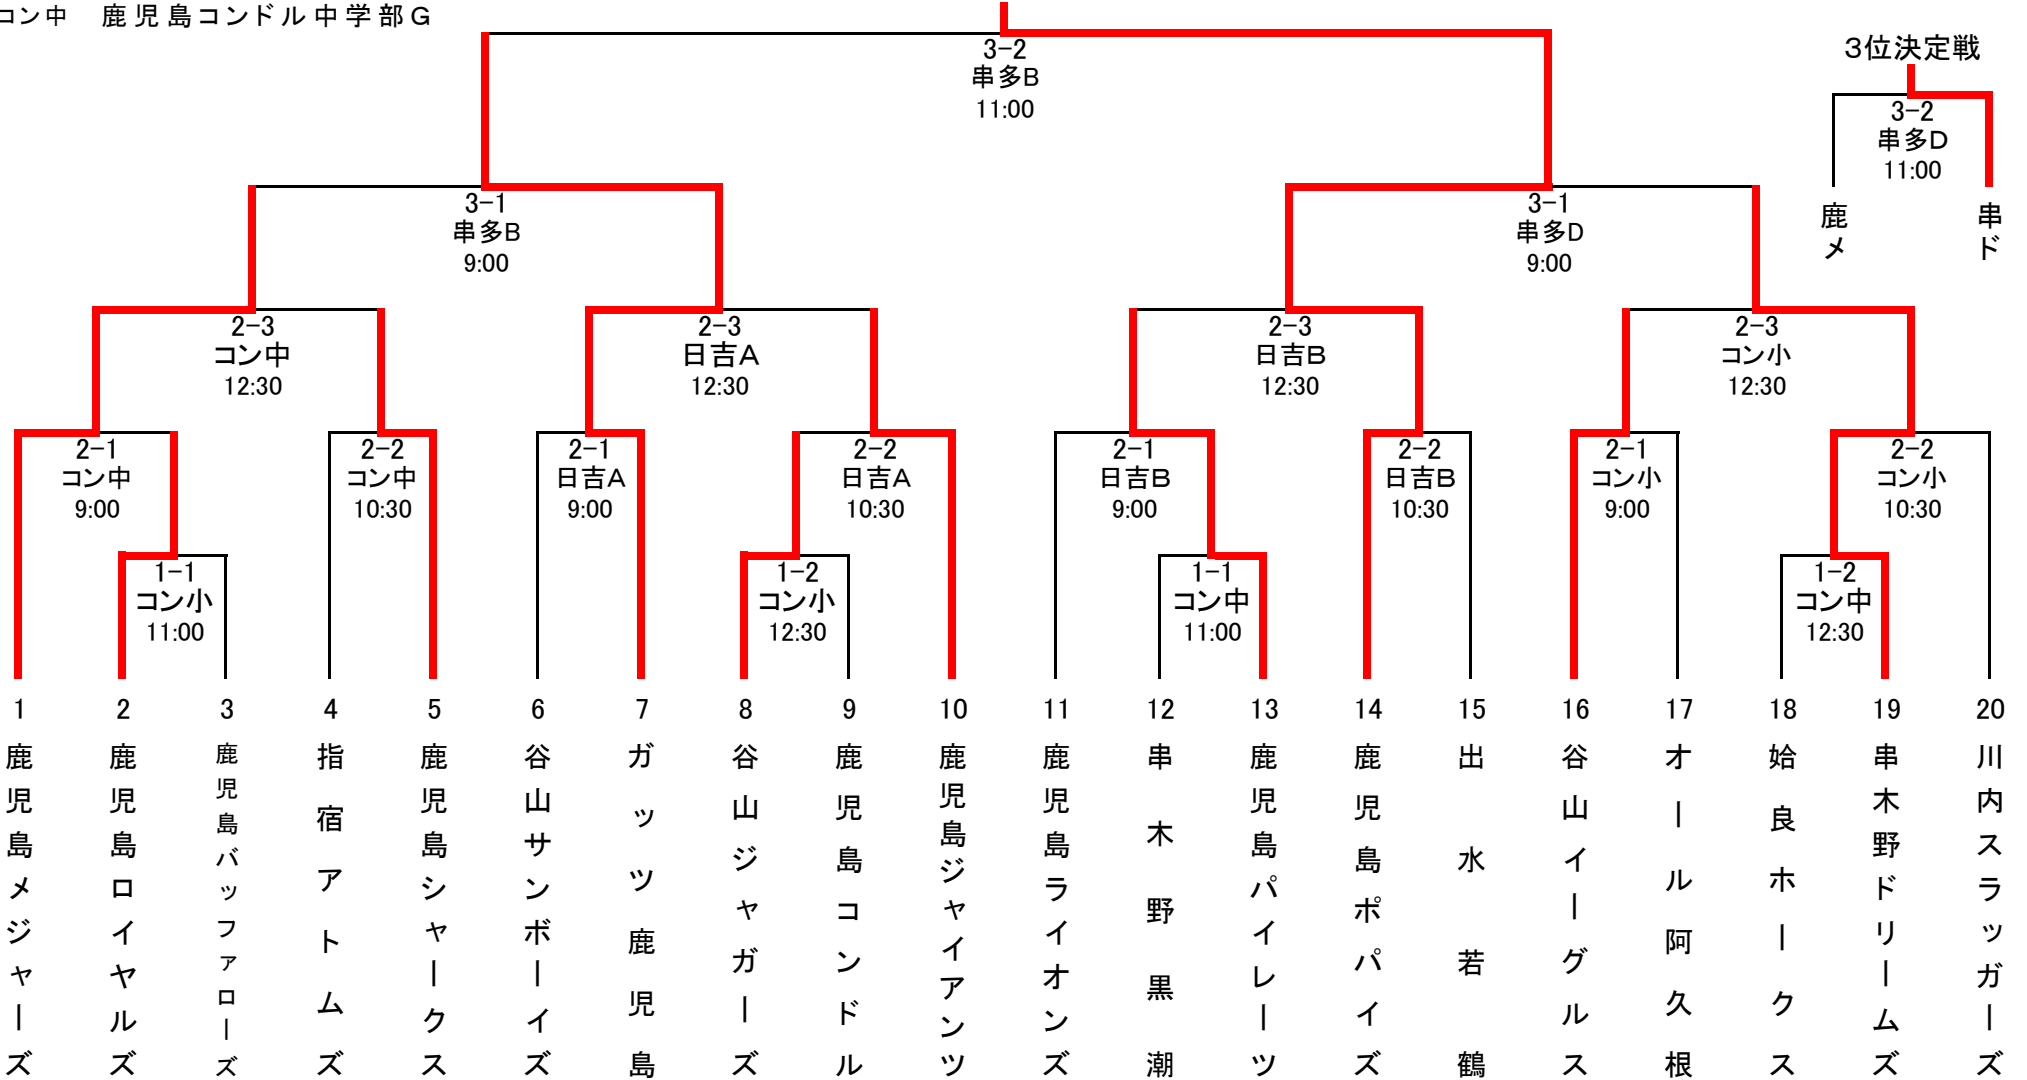 コン中 鹿児島コンドル中学部G
3-2
串多B
11:00
3位決定戦
3-2
串多D
11:00
鹿メ
串ド
3-1
串多B
9:00
3-1
串多D
9:00
2-3
コン中
12:30
2-3
日吉A
12:30
2-3
日吉B
12:30
2-3
コン小
12:30
2-1
コン中
9:00
2-2
コン中
10:30
2-1
日吉A
9:00
2-2
日吉A
10:30
2-1
日吉B
9:00
2-2
日吉B
10:30
2-1
コン小
9:00
2-2
コン小
10:30
1-1
コン小
11:00
1-2
コン小
12:30
1-1
コン中
11:00
1-2
コン中
12:30
1 鹿児島メジャーズ
2 鹿児島ロイヤルズ
3 鹿児島バッファローズ
4 指宿アトムズ
5 鹿児島シャークス
6 谷山サンボーイズ
7 ガッツ鹿児島
8 谷山ジャガーズ
9 鹿児島コンドル
10 鹿児島ジャイアンツ
11 鹿児島ライオンズ
12 串木野黒潮
13 鹿児島パイレーツ
14 鹿児島ポパイズ
15 出水若鶴
16 谷山イーグルス
17 オール阿久根
18 姶良ホークス
19 串木野ドリームズ
20 川内スラッガーズ